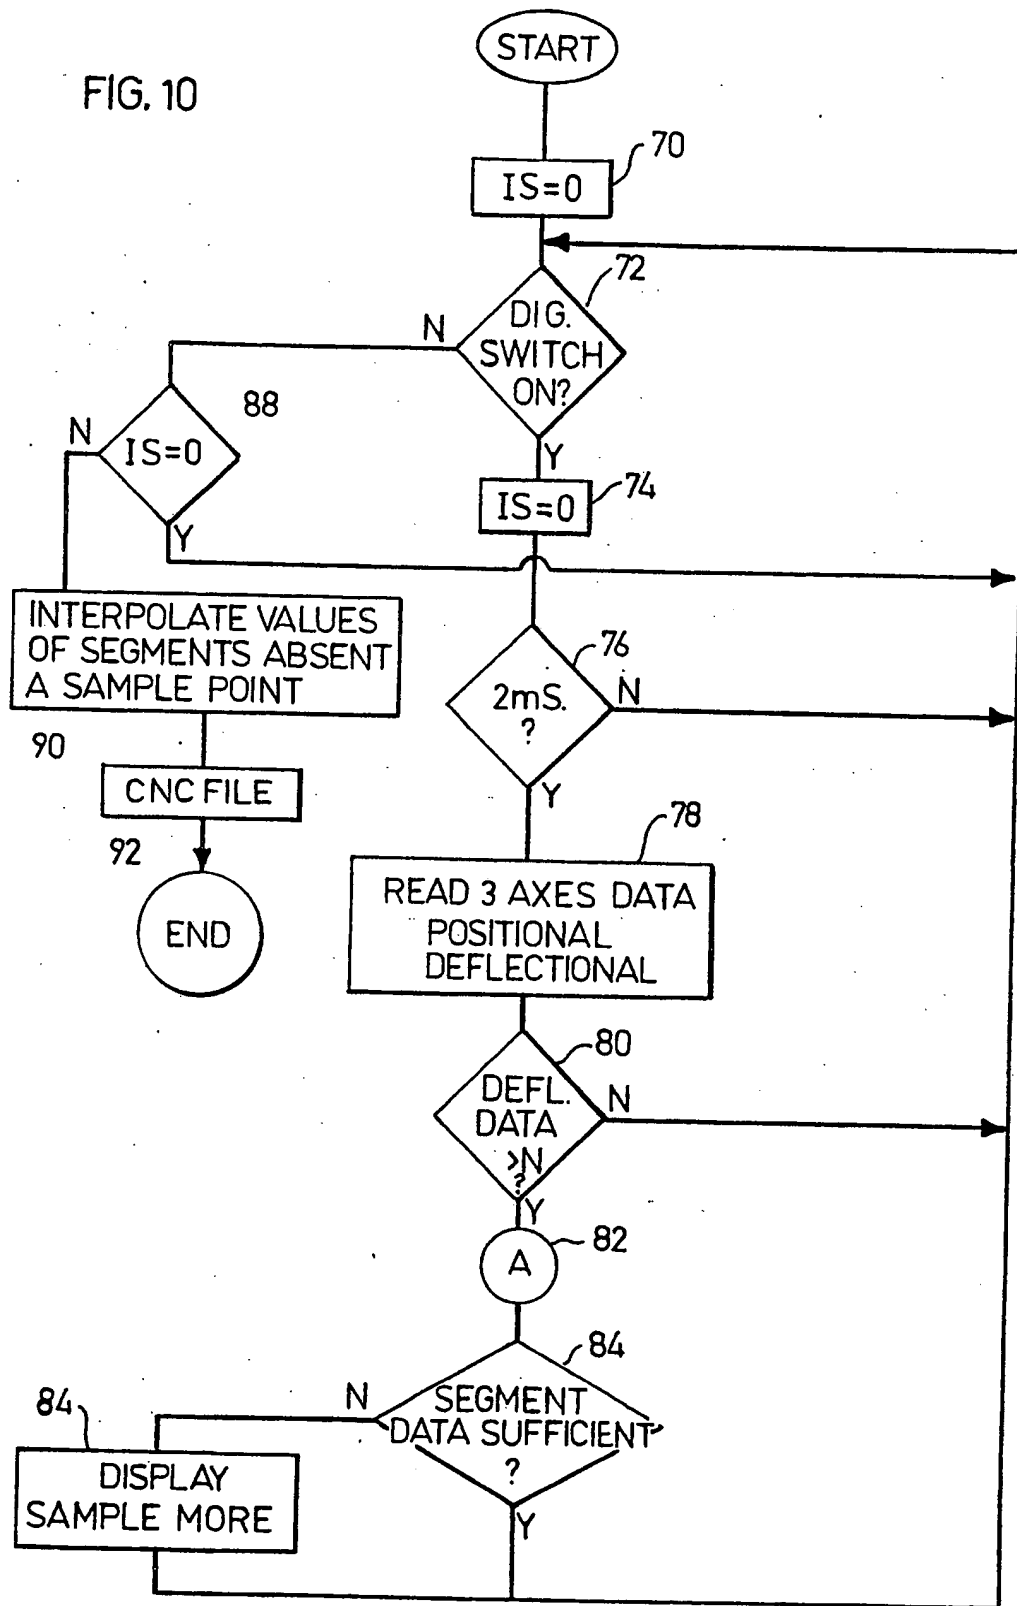 START
FIG. 10
70
IS=0
72
DIG.
SWITCH
ON?
N
88
N
IS=0
Y
Y
74
IS=0
INTERPOLATE VALUES
OF SEGMENTS ABSENT
A SAMPLE POINT
76
2mS.
?
N
Y
90
CNC FILE
92
END
78
READ 3 AXES DATA
POSITIONAL
DEFLECTIONAL
80
DEFL.
DATA
>N
?
N
Y
82
A
84
SEGMENT
DATA SUFFICIENT
?
N
Y
84
DISPLAY
SAMPLE MORE